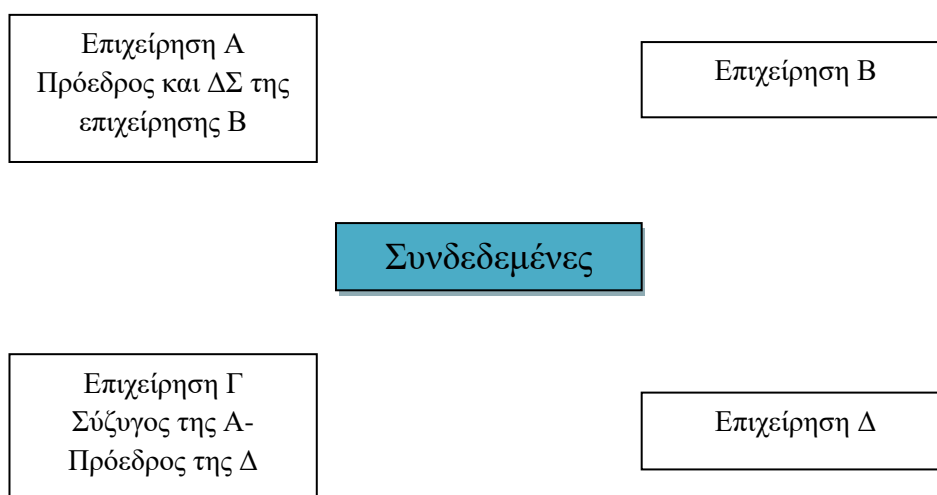 Επιχείρηση Α
Πρόεδρος και ΔΣ της
επιχείρησης Β
Επιχείρηση Β
Συνδεδεμένες
Επιχείρηση Γ
Σύζυγος της Α-
Πρόεδρος της Δ
Επιχείρηση Δ